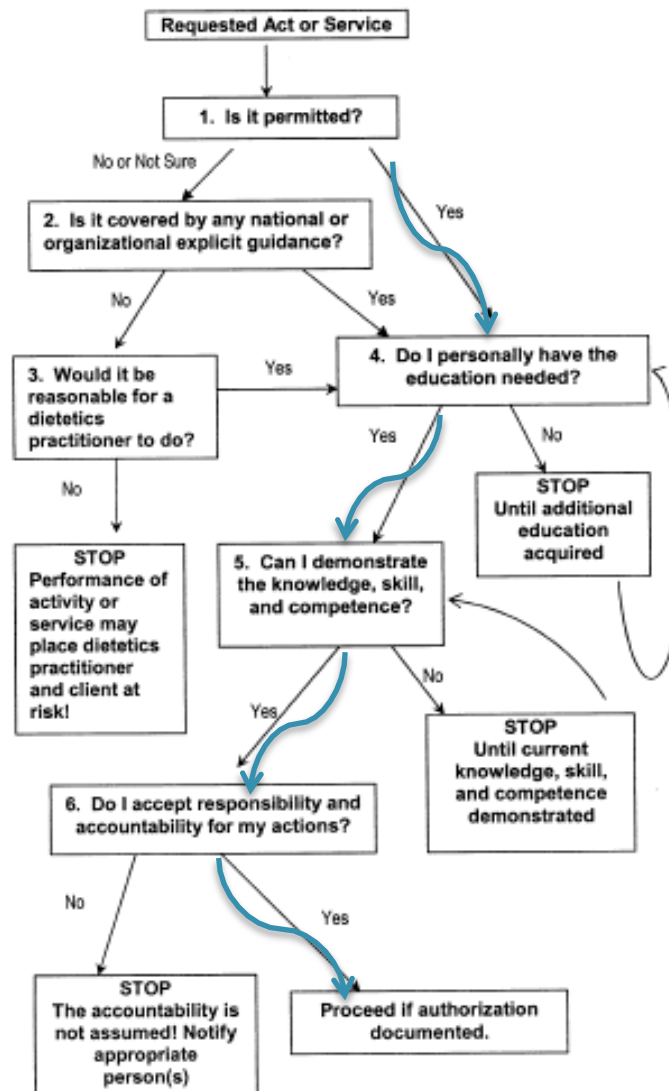 Requested Act or Service
1. Is it permitted?
No or Not Sure
Yes
2. Is it covered by any national or
organizational explicit guidance?
No
Yes
3. Would it be
reasonable for a
dietetics
practitioner to do?
Yes
4. Do I personally have the
education needed?
No
Yes
No
STOP
Performance of
activity or
service may
place dietetics
practitioner
and client at
risk!
STOP
Until additional
education
acquired
5. Can I demonstrate
the knowledge, skill,
and competence?
Yes
No
STOP
Until current
knowledge, skill,
and competence
demonstrated
6. Do I accept responsibility and
accountability for my actions?
No
Yes
STOP
The accountability is
not assumed! Notify
appropriate
person(s)
Proceed if authorization
documented.